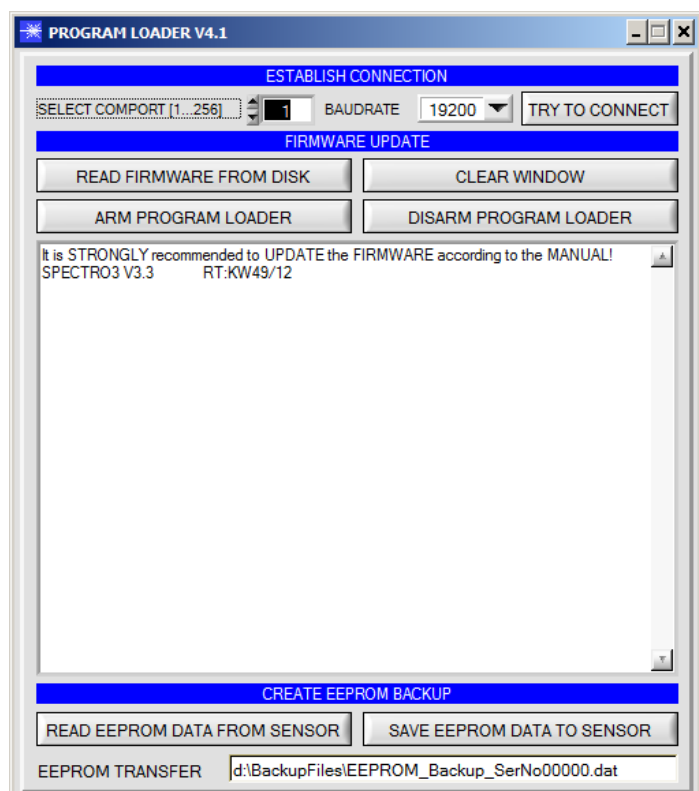 PROGRAM LOADER V4.1
ESTABLISH CONNECTION
SELECT COMPORT [1...256] 1 BAUDRATE 19200 TRY TO CONNECT
FIRMWARE UPDATE
READ FIRMWARE FROM DISK CLEAR WINDOW
ARM PROGRAM LOADER DISARM PROGRAM LOADER
It is STRONGLY recommended to UPDATE the FIRMWARE according to the MANUAL!
SPECTRO3 V3.3 RT:KW49/12
CREATE EEPROM BACKUP
READ EEPROM DATA FROM SENSOR SAVE EEPROM DATA TO SENSOR
EEPROM TRANSFER d:\BackupFiles\EEPROM_Backup_SerNo00000.dat